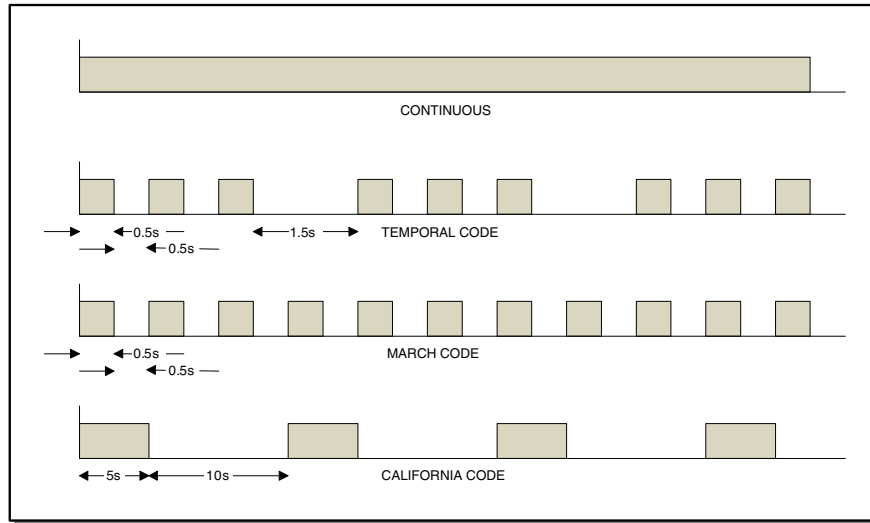 CONTINUOUS
0.5s
1.5s
TEMPORAL CODE
0.5s
0.5s
MARCH CODE
0.5s
5s
10s
CALIFORNIA CODE